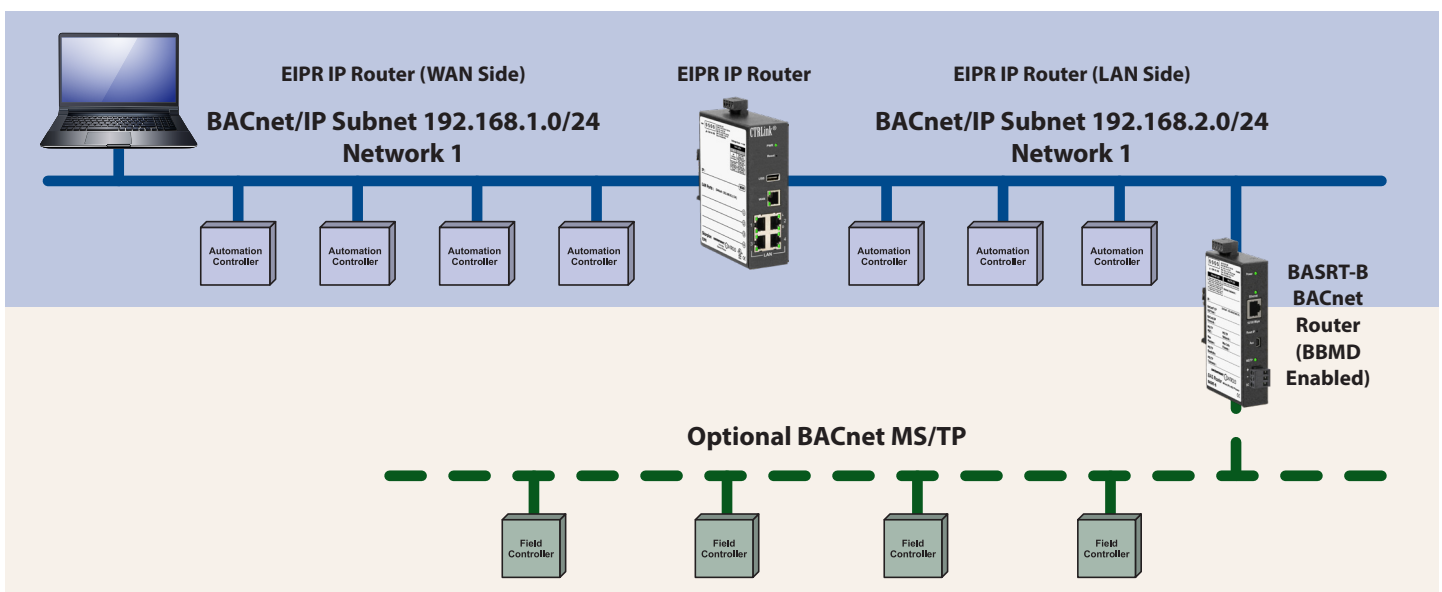 EIPR IP Router (WAN Side)
EIPR IP Router
EIPR IP Router (LAN Side)
BACnet/IP Subnet 192.168.1.0/24
Network 1
BACnet/IP Subnet 192.168.2.0/24
Network 1
CTRLink®
LAN
Automation
Controller
Automation
Controller
Automation
Controller
Automation
Controller
Automation
Controller
Automation
Controller
Automation
Controller
BASRT-B
BACnet
Router
(BBMD
Enabled)
Optional BACnet MS/TP
Field
Controller
Field
Controller
Field
Controller
Field
Controller